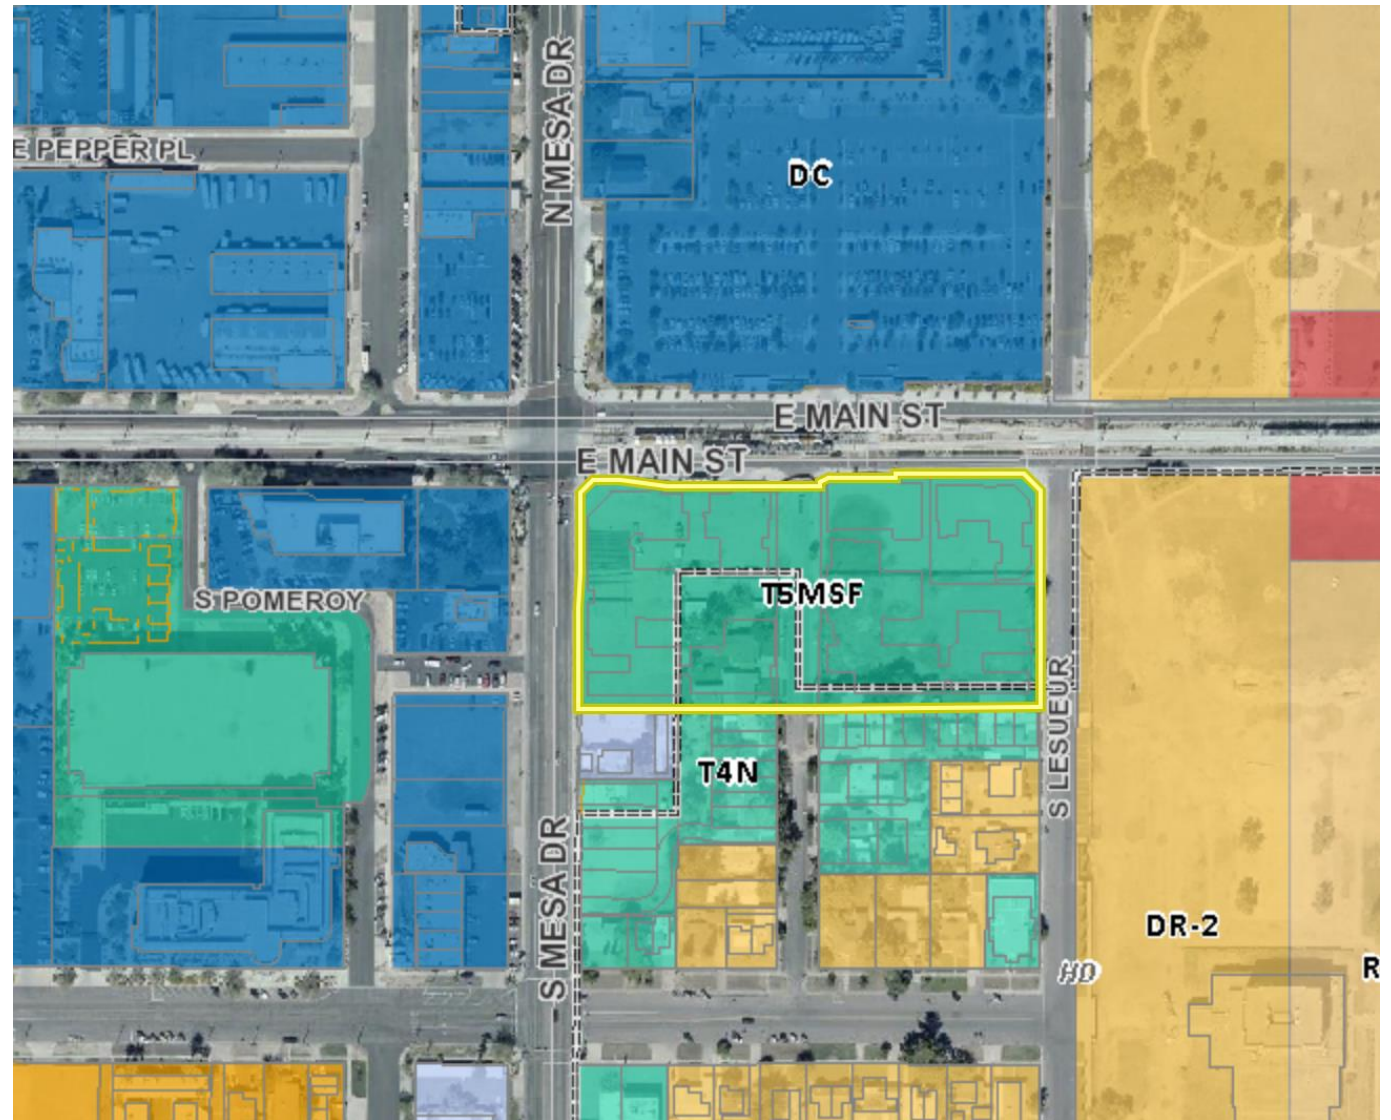 N MESA DR
E PEPPER PL
DC
E MAIN ST
E MAIN ST
T5MSF
S POMEROY
S LESUEUR
T4N
S MESA DR
DR-2
HD
R